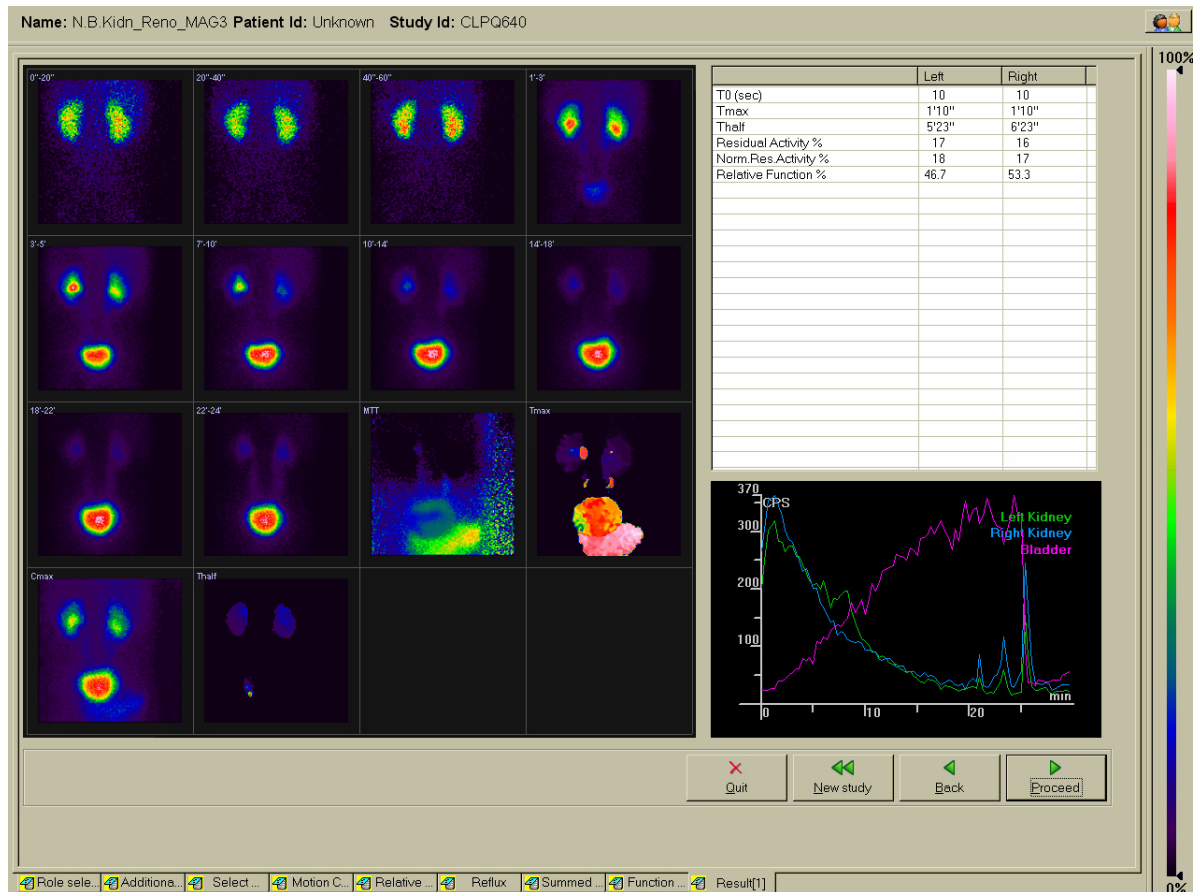 Name: N.B.Kidn_Reno_MAG3 Patient Id: Unknown Study Id: CLPQ640
100%
0"-20"
20"-40"
40"-60"
1'-3'
3'-5'
7'-10'
10'-14'
14'-18'
18'-22'
22'-24'
MTT
Tmax
Cmax
Thalf
Left Right
T0 (sec) 10 10
Tmax 1'10" 1'10"
Thalf 5'23" 6'23"
Residual Activity % 17 16
Norm.Res.Activity % 18 17
Relative Function % 46.7 53.3
370
CPS
300
Left Kidney
Right Kidney
Bladder
200
100
min
0 10 20
Quit
New study
Back
Proceed
Role sele... Additiona... Select ... Motion C... Relative ... Reflux Summed ... Function ... Result[1]
0%